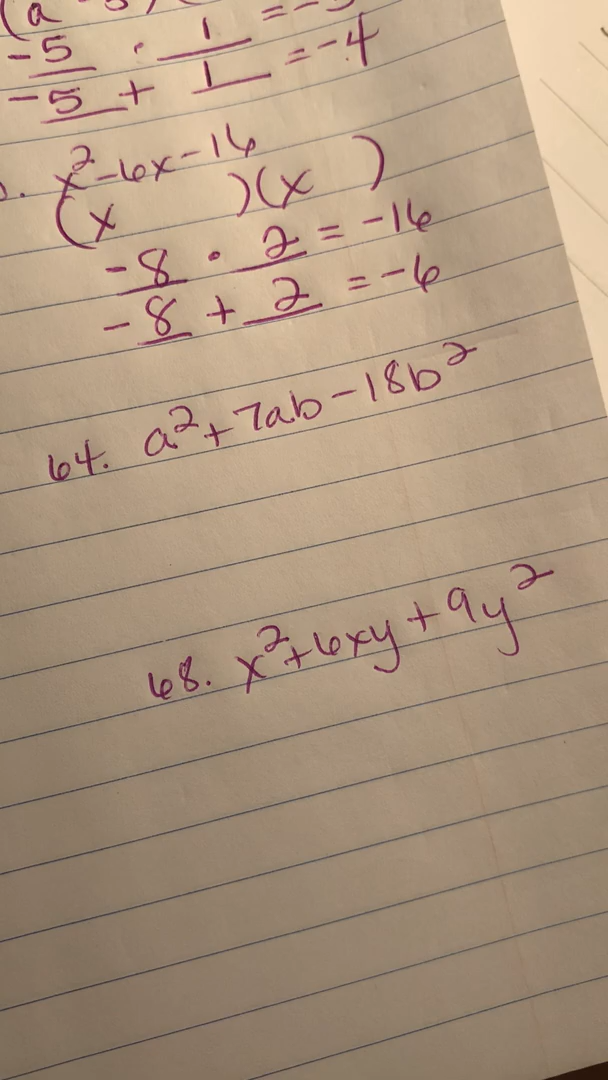 (a
-5 · 1 = -5
-5 + 1 = -4
x²-6x-16
(x )(x )
-8 · 2 = -16
-8 + 2 = -6
64. a²+7ab-18b²
68. x²+6xy+9y²